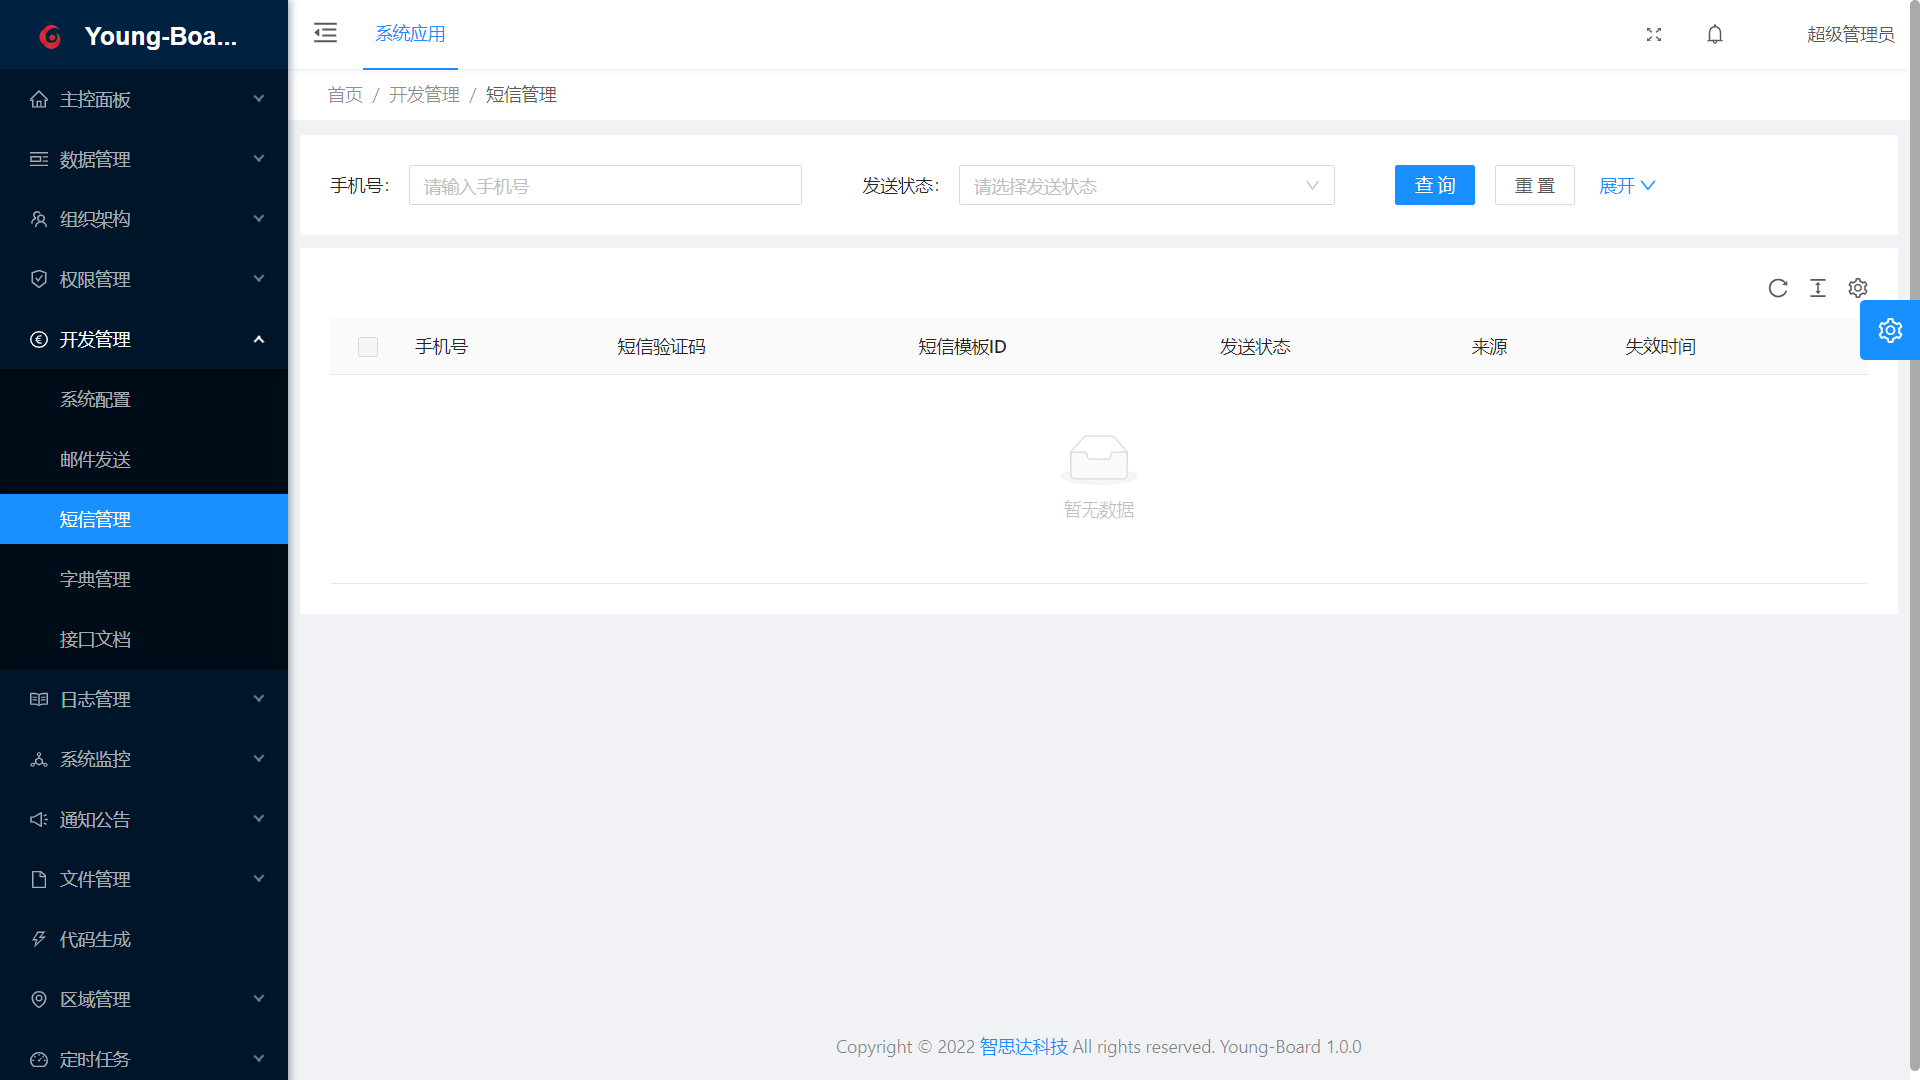 Young-Boa...
主控面板
数据管理
组织架构
权限管理
开发管理
系统配置
邮件发送
短信管理
字典管理
接口文档
日志管理
系统监控
通知公告
文件管理
代码生成
区域管理
定时任务
系统应用
超级管理员
首页 / 开发管理 / 短信管理
手机号: 请输入手机号 发送状态: 请选择发送状态 查 询 重 置 展开
手机号 短信验证码 短信模板ID 发送状态 来源 失效时间
暂无数据
Copyright © 2022 智思达科技 All rights reserved. Young-Board 1.0.0